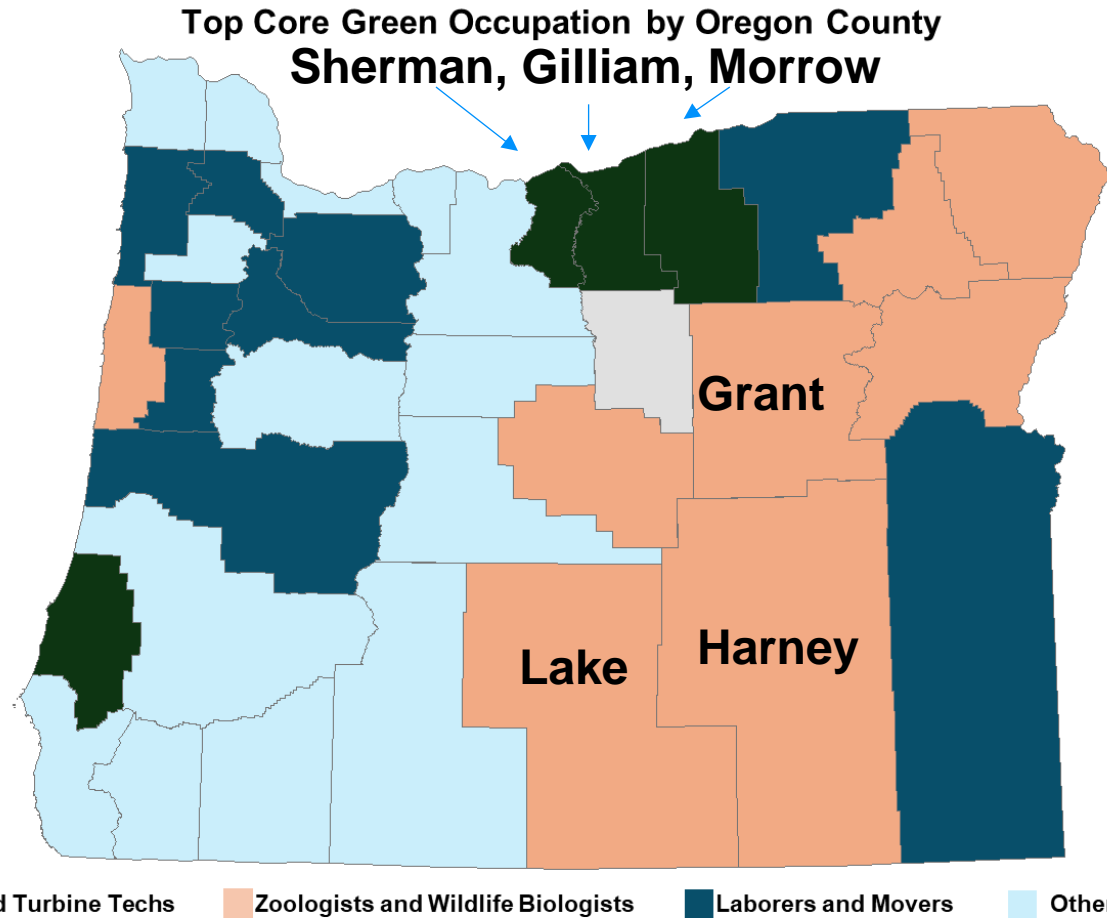 Top Core Green Occupation by Oregon County
Sherman, Gilliam, Morrow
Grant
Harney
Lake
Turbine Techs Zoologists and Wildlife Biologists Laborers and Movers Othe